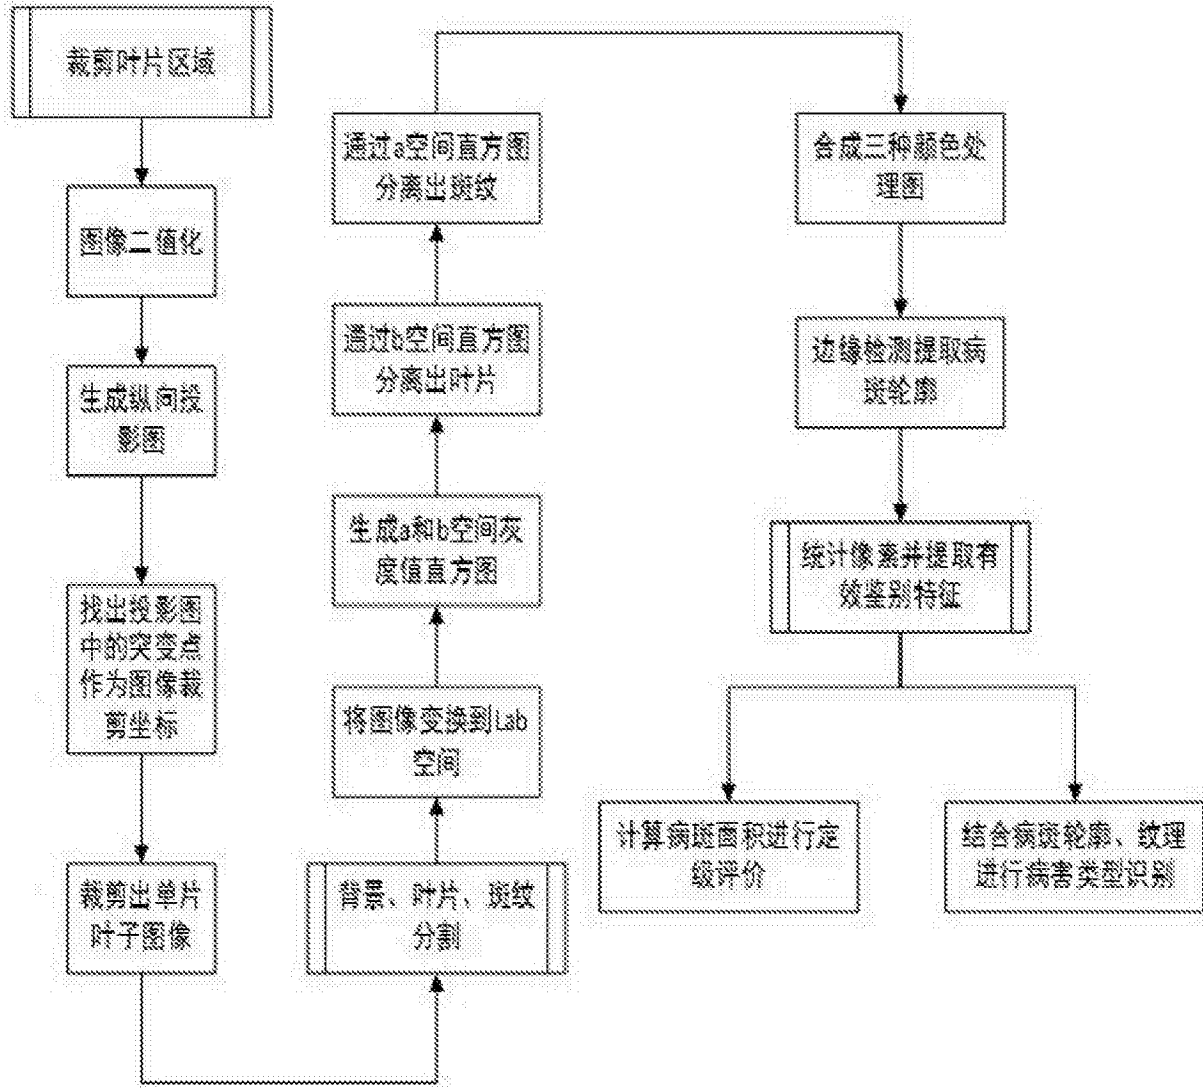 裁剪叶片区域
图像二值化
生成纵向投
影图
找出投影图
中的突变点
作为图像裁
剪坐标
裁剪出单片
叶子图像
背景、叶片、斑纹
分割
将图像变换到Lab
空间
生成a和b空间灰
度值直方图
通过b空间直方图
分离出叶片
通过a空间直方图
分离出斑纹
合成三种颜色处
理图
边缘检测提取病
斑轮廓
统计像素并提取有
效鉴别特征
计算病斑面积进行定
级评价
结合病斑轮廓、纹理
进行病害类型识别